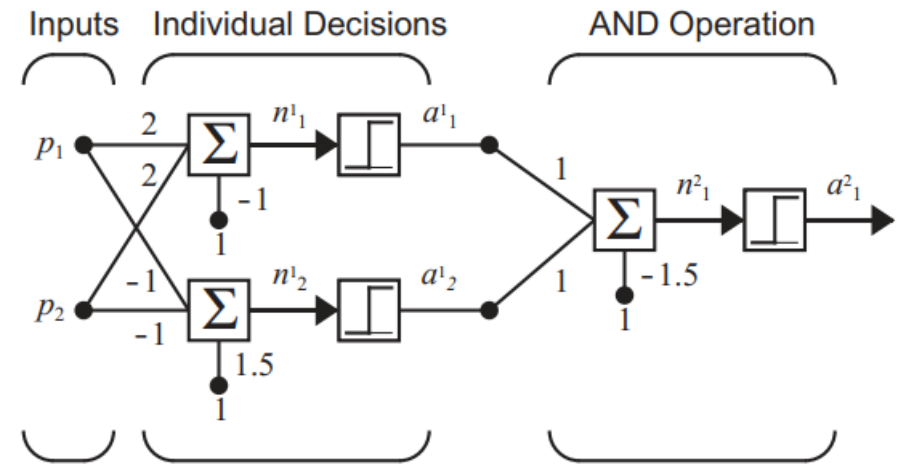 Inputs Individual Decisions AND Operation
p₁ 2 Σ n¹₁ a¹₁
2 -1
1
1 Σ n²₁ a²₁
1 -1.5
1
p₂ -1 Σ n¹₂ a¹₂
-1 1.5
1